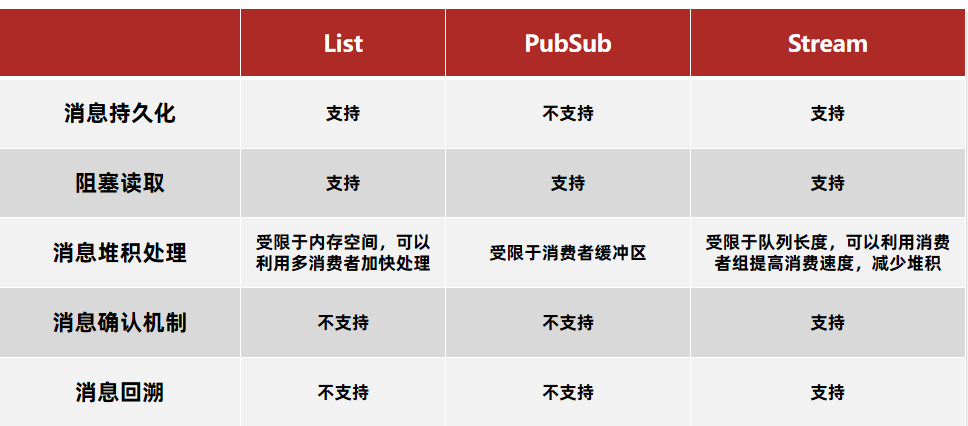 List PubSub Stream
消息持久化 支持 不支持 支持
阻塞读取 支持 支持 支持
消息堆积处理 受限于内存空间，可以利用多消费者加快处理 受限于消费者缓冲区 受限于队列长度，可以利用消费者组提高消费速度，减少堆积
消息确认机制 不支持 不支持 支持
消息回溯 不支持 不支持 支持